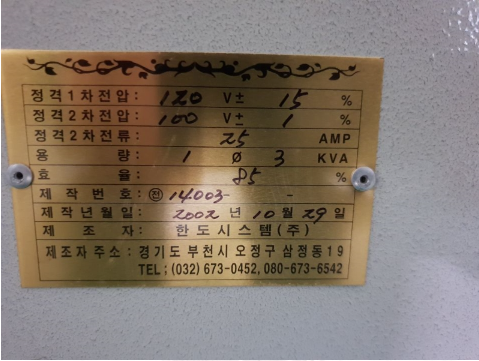 정격1차전압: 120 V± 15 %
정격2차전압: 100 V± 1 %
정격2차전류: 25 AMP
용 량: 1 Ø 3 KVA
효 율: 85 %
제작번호: 전 14003- -
제작년월일: 2002 년 10 월 29 일
제 조 자: 한도시스템(주)
제조자주소: 경기도 부천시 오정구 삼정동19
TEL ; (032) 673-0452, 080-673-6542